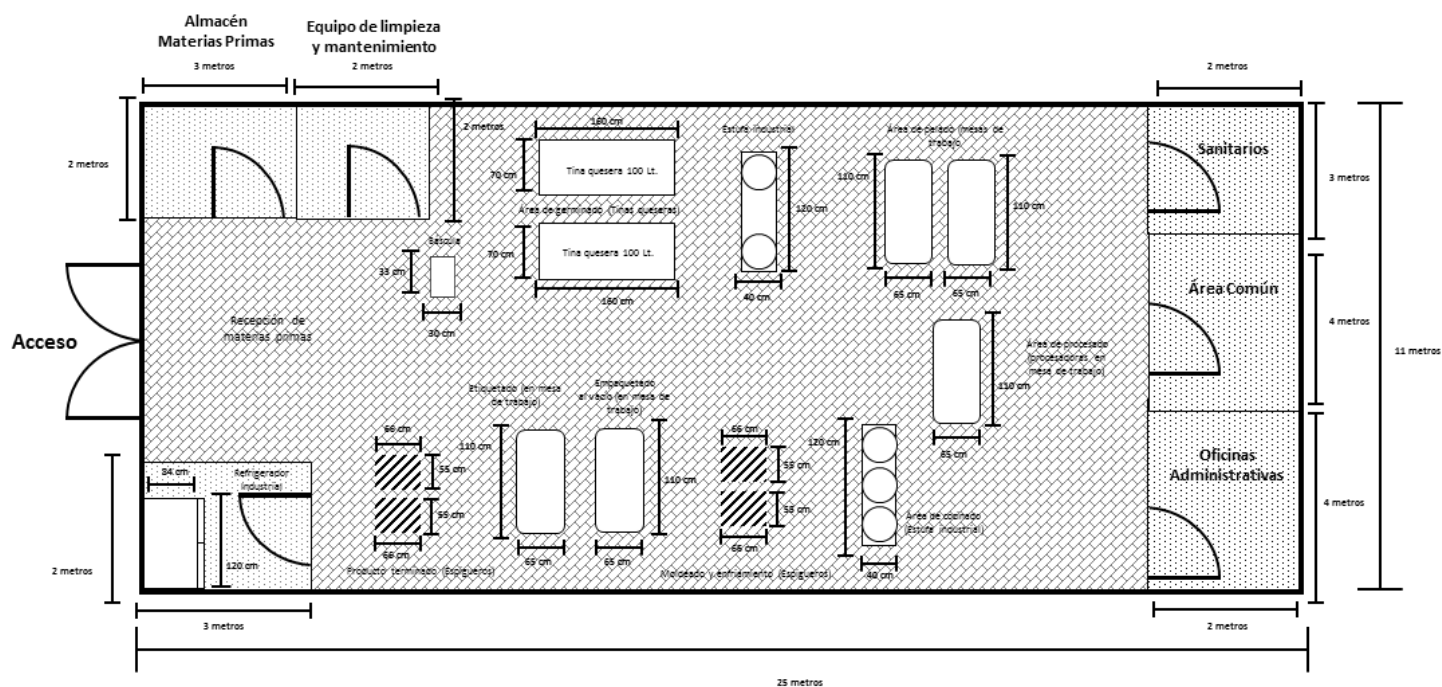 Almacén
Materias Primas
Equipo de limpieza
y mantenimiento
3 metros
2 metros
2 metros
2 metros
2 metros
160 cm
70 cm
Tina quesera 100 Lt.
Área de germinado (Tinas queseras)
70 cm
Tina quesera 100 Lt.
160 cm
Estufa industrial
120 cm
40 cm
Área de pelado (mesas de
trabajo
110 cm
110 cm
65 cm
65 cm
Sanitarios
3 metros
Báscula
33 cm
30 cm
Recepción de
materias primas
Acceso
Área Común
4 metros
11 metros
Área de procesado
(procesadoras en
mesa de trabajo)
110 cm
65 cm
Etiquetado (en mesa
de trabajo)
Empaquetado
al vacío (en mesa de
trabajo)
66 cm
55 cm
55 cm
66 cm
Producto terminado (Espigueros)
110 cm
65 cm
110 cm
65 cm
66 cm
55 cm
55 cm
66 cm
Moldeado y enfriamiento (Espigueros)
120 cm
40 cm
Área de cocinado
(Estufa industrial)
Oficinas
Administrativas
4 metros
84 cm
Refrigerador
industrial
120 cm
2 metros
3 metros
2 metros
25 metros